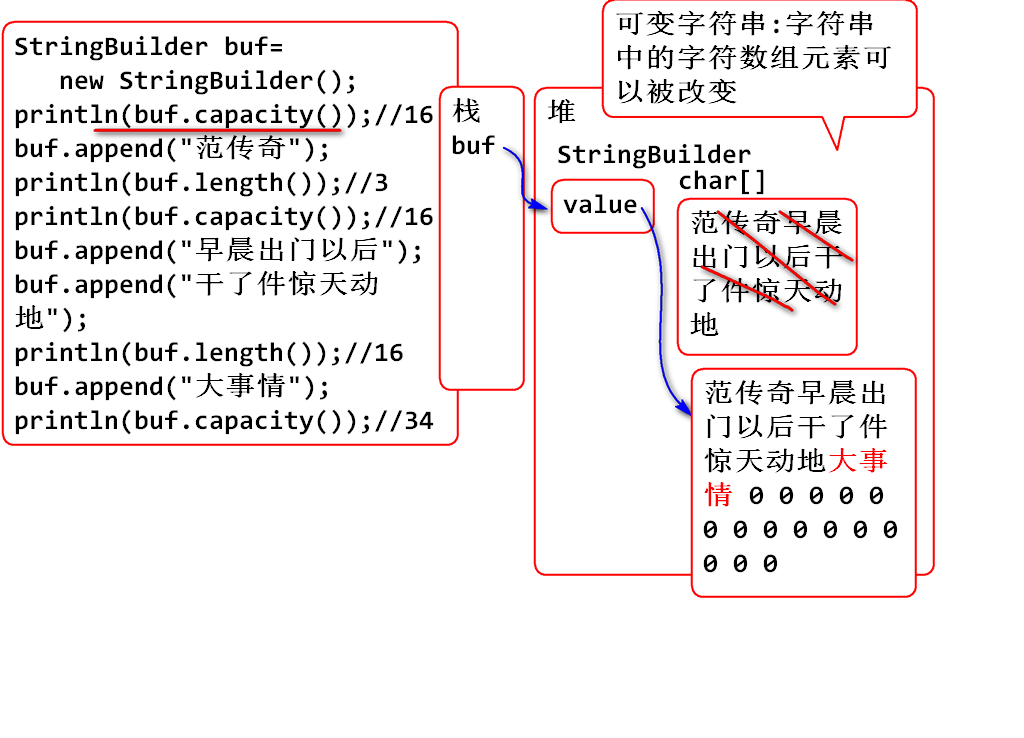 StringBuilder buf=
new StringBuilder();
println(buf.capacity());//16
buf.append("范传奇");
println(buf.length());//3
println(buf.capacity());//16
buf.append("早晨出门以后");
buf.append("干了件惊天动
地");
println(buf.length());//16
buf.append("大事情");
println(buf.capacity());//34
栈
buf
堆
可变字符串:字符串
中的字符数组元素可
以被改变
StringBuilder
char[]
value
范传奇早晨
出门以后干
了件惊天动
地
范传奇早晨出
门以后干了件
惊天动地大事
情 0 0 0 0 0
0 0 0 0 0 0 0
0 0 0